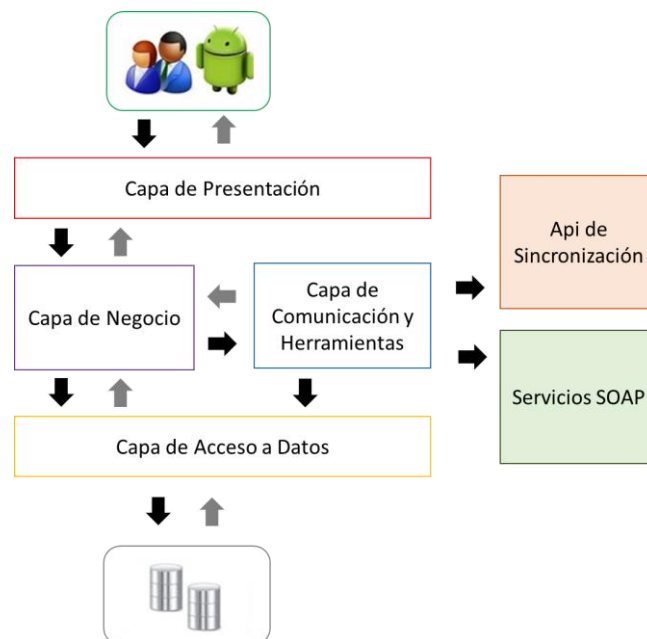 Capa de Presentación
Api de
Sincronización
Capa de Negocio
Capa de
Comunicación y
Herramientas
Servicios SOAP
Capa de Acceso a Datos